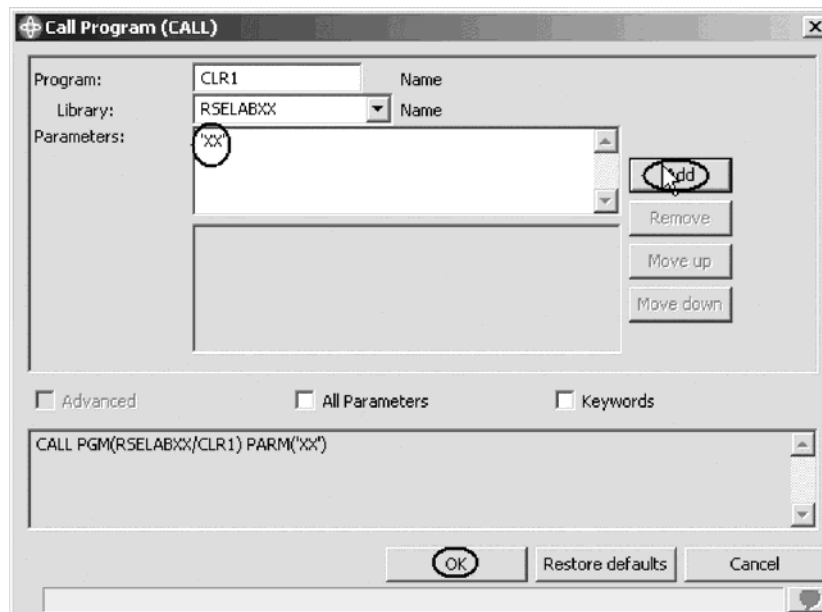 Call Program (CALL)
Program: CLR1 Name
Library: RSELABXX Name
Parameters: 'XX'
Add
Remove
Move up
Move down
Advanced All Parameters Keywords
CALL PGM(RSELABXX/CLR1) PARM('XX')
OK Restore defaults Cancel